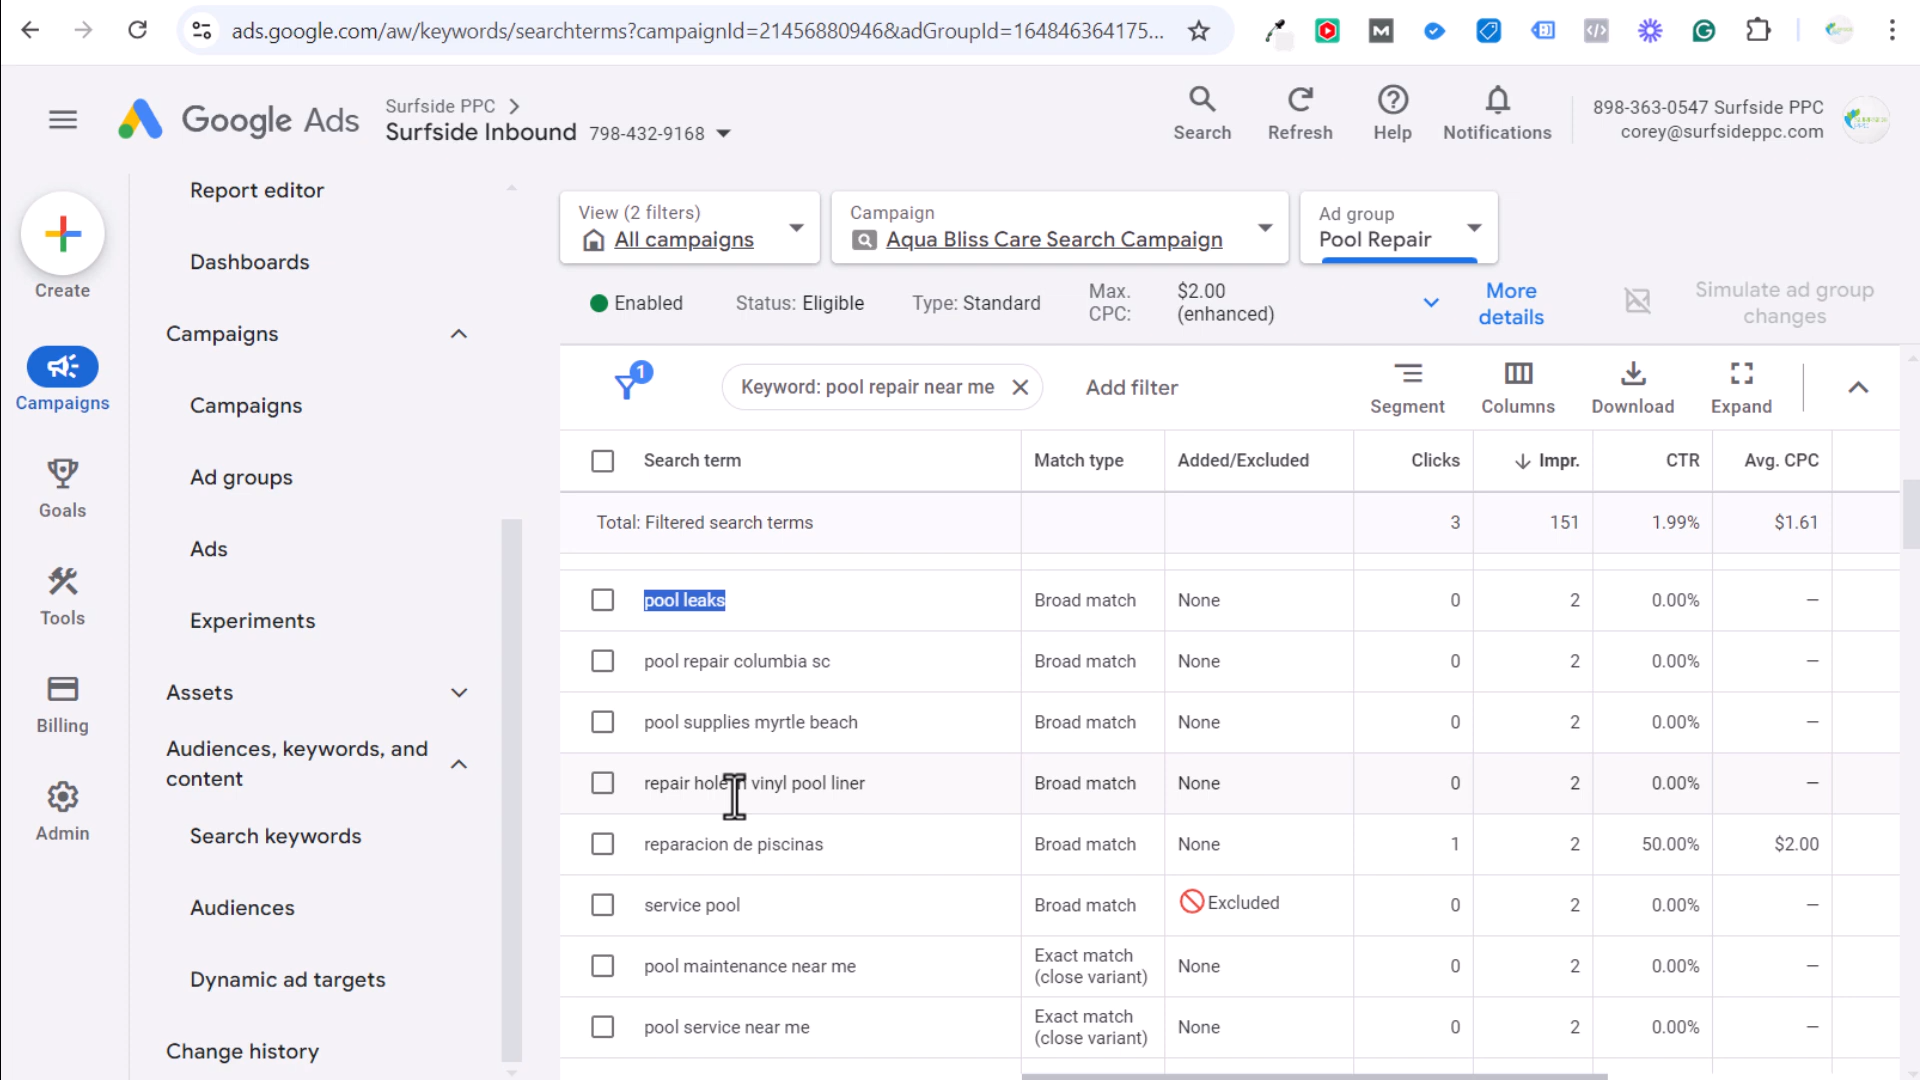 ads.google.com/aw/keywords/searchterms?campaignId=21456880946&adGroupId=164846364175...
Google Ads
Surfside PPC
Surfside Inbound 798-432-9168
Search
Refresh
Help
Notifications
898-363-0547 Surfside PPC
corey@surfsideppc.com
Create
Campaigns
Goals
Tools
Billing
Admin
Report editor
Dashboards
Campaigns
Campaigns
Ad groups
Ads
Experiments
Assets
Audiences, keywords, and
content
Search keywords
Audiences
Dynamic ad targets
Change history
View (2 filters)
All campaigns
Campaign
Aqua Bliss Care Search Campaign
Ad group
Pool Repair
Enabled
Status: Eligible
Type: Standard
Max.
CPC:
$2.00
(enhanced)
More
details
Simulate ad group
changes
1
Keyword: pool repair near me
Add filter
Segment
Columns
Download
Expand
Search term Match type Added/Excluded Clicks Impr. CTR Avg. CPC
Total: Filtered search terms 3 151 1.99% $1.61
pool leaks Broad match None 0 2 0.00% —
pool repair columbia sc Broad match None 0 2 0.00% —
pool supplies myrtle beach Broad match None 0 2 0.00% —
repair hole vinyl pool liner Broad match None 0 2 0.00% —
reparacion de piscinas Broad match None 1 2 50.00% $2.00
service pool Broad match Excluded 0 2 0.00% —
pool maintenance near me Exact match (close variant) None 0 2 0.00% —
pool service near me Exact match (close variant) None 0 2 0.00% —